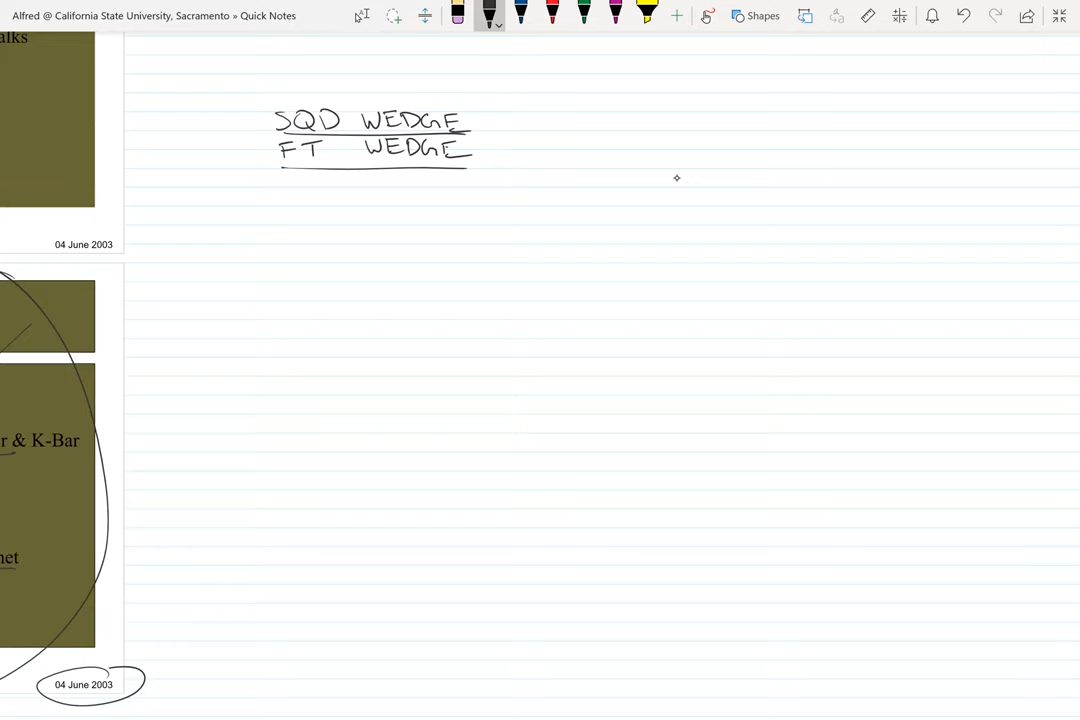 Alfred @ California State University, Sacramento » Quick Notes
Shapes
alks
04 June 2003
SQD WEDGE
FT WEDGE
r & K-Bar
net
04 June 2003